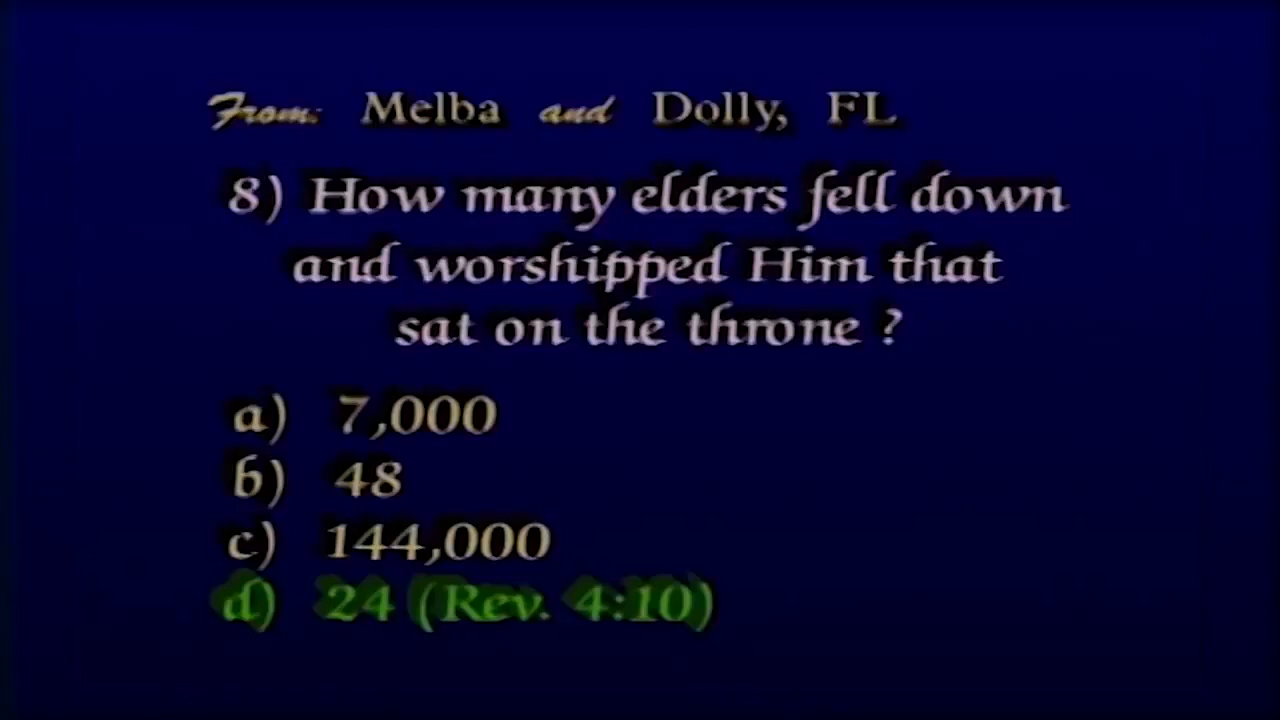 From: Melba and Dolly, FL
8) How many elders fell down
and worshipped Him that
sat on the throne ?
a) 7,000
b) 48
c) 144,000
d) 24 (Rev. 4:10)